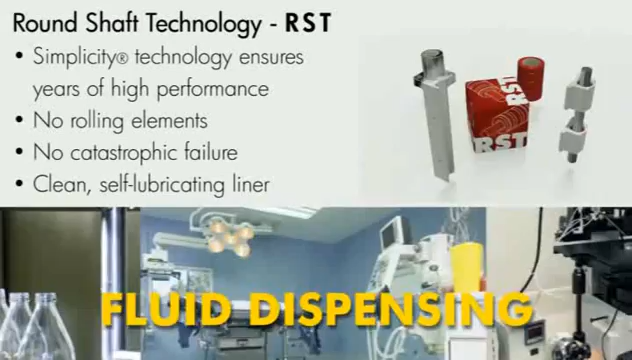 Round Shaft Technology - RST
• Simplicity® technology ensures
years of high performance
• No rolling elements
• No catastrophic failure
• Clean, self-lubricating liner
RST
RST
FLUID DISPENSING